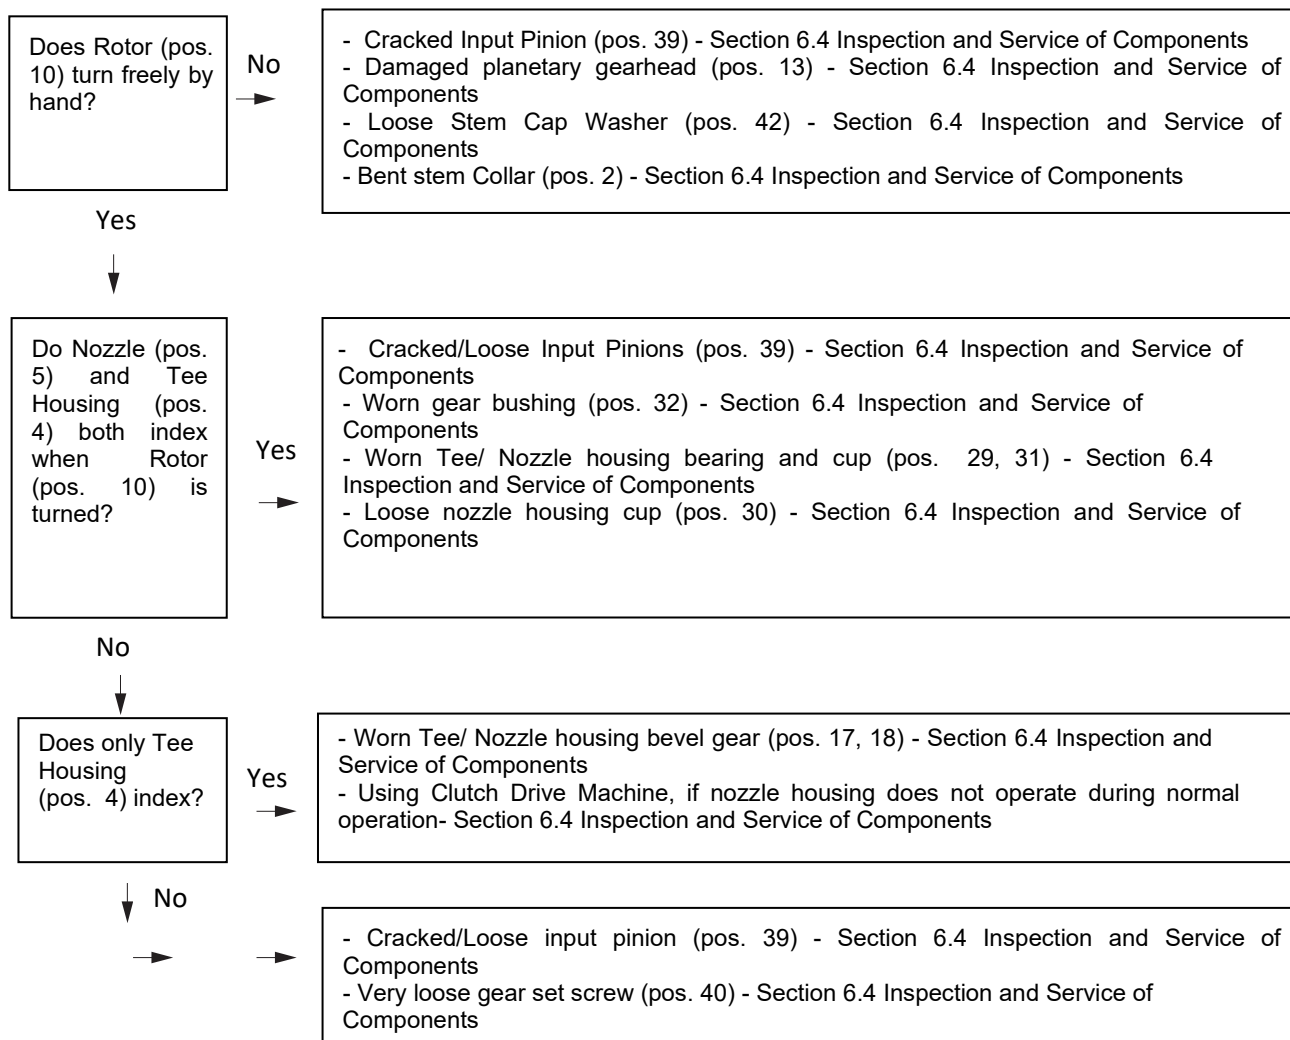 Does Rotor (pos.
10) turn freely by
hand?
No
- Cracked Input Pinion (pos. 39) - Section 6.4 Inspection and Service of Components
- Damaged planetary gearhead (pos. 13) - Section 6.4 Inspection and Service of
Components
- Loose Stem Cap Washer (pos. 42) - Section 6.4 Inspection and Service of
Components
- Bent stem Collar (pos. 2) - Section 6.4 Inspection and Service of Components
Yes
Do Nozzle (pos.
5) and Tee
Housing (pos.
4) both index
when Rotor
(pos. 10) is
turned?
Yes
- Cracked/Loose Input Pinions (pos. 39) - Section 6.4 Inspection and Service of
Components
- Worn gear bushing (pos. 32) - Section 6.4 Inspection and Service of
Components
- Worn Tee/ Nozzle housing bearing and cup (pos. 29, 31) - Section 6.4
Inspection and Service of Components
- Loose nozzle housing cup (pos. 30) - Section 6.4 Inspection and Service of
Components
No
Does only Tee
Housing
(pos. 4) index?
Yes
- Worn Tee/ Nozzle housing bevel gear (pos. 17, 18) - Section 6.4 Inspection and
Service of Components
- Using Clutch Drive Machine, if nozzle housing does not operate during normal
operation- Section 6.4 Inspection and Service of Components
No
- Cracked/Loose input pinion (pos. 39) - Section 6.4 Inspection and Service of
Components
- Very loose gear set screw (pos. 40) - Section 6.4 Inspection and Service of
Components